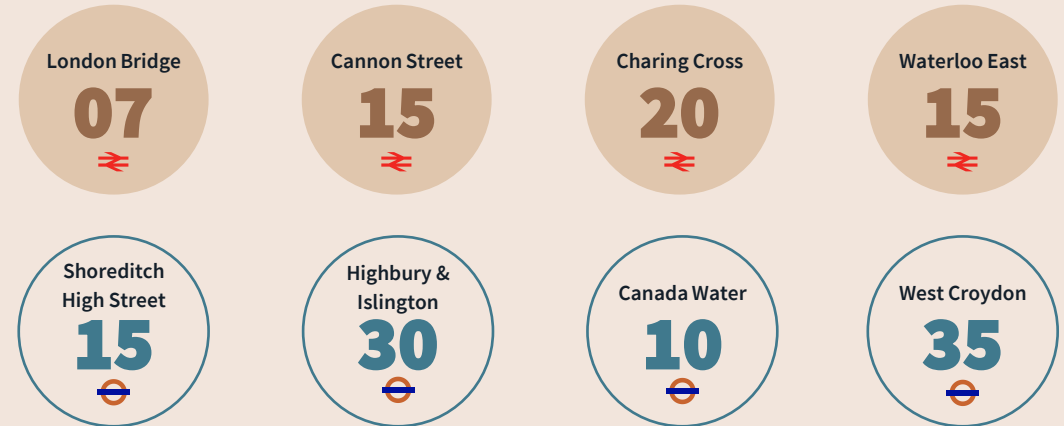 London Bridge
07
Cannon Street
15
Charing Cross
20
Waterloo East
15
Shoreditch
High Street
15
Highbury &
Islington
30
Canada Water
10
West Croydon
35